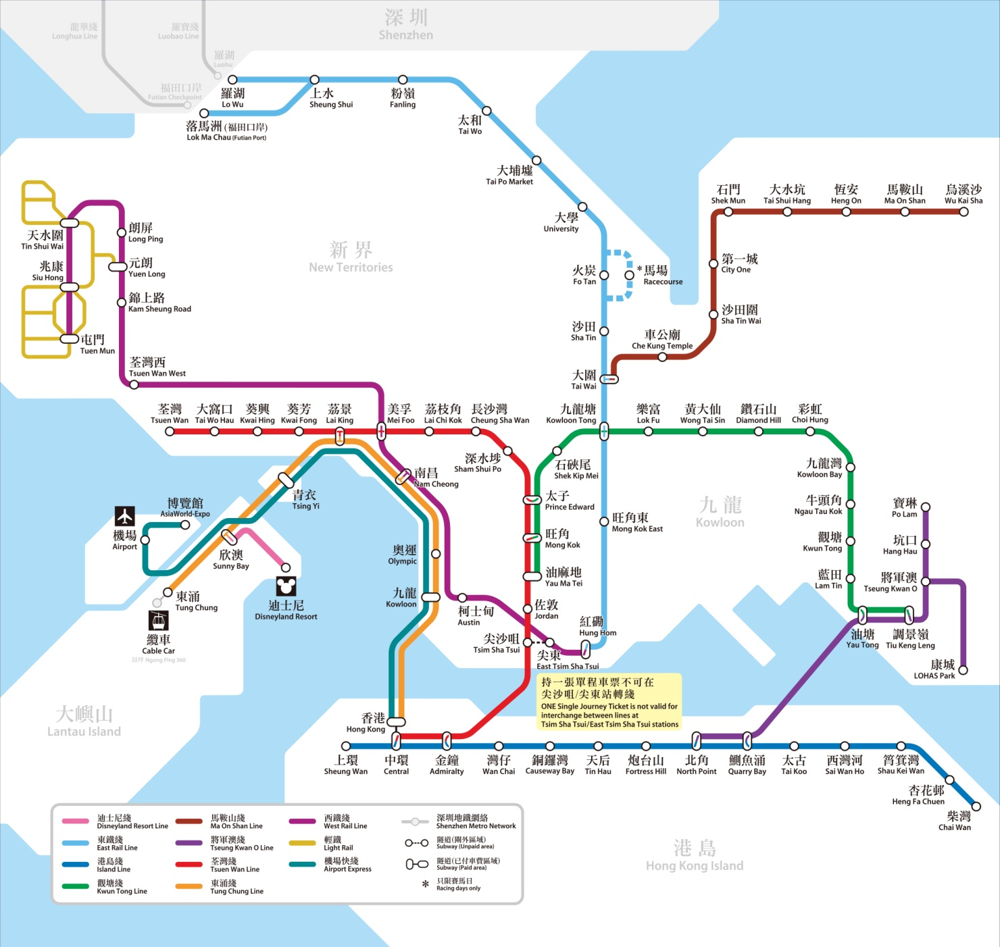 深圳
Shenzhen
龍華綫
Longhua Line
羅寶綫
Luobao Line
羅湖
Luohu
福田口岸
Futian Checkpoint
羅湖
Lo Wu
上水
Sheung Shui
粉嶺
Fanling
落馬洲 (福田口岸)
Lok Ma Chau (Futian Port)
太和
Tai Wo
大埔墟
Tai Po Market
大學
University
火炭
Fo Tan
*馬場
Racecourse
沙田
Sha Tin
大圍
Tai Wai
石門
Shek Mun
大水坑
Tai Shui Hang
恆安
Heng On
馬鞍山
Ma On Shan
烏溪沙
Wu Kai Sha
第一城
City One
沙田圍
Sha Tin Wai
車公廟
Che Kung Temple
新界
New Territories
天水圍
Tin Shui Wai
兆康
Siu Hong
屯門
Tuen Mun
朗屏
Long Ping
元朗
Yuen Long
錦上路
Kam Sheung Road
荃灣西
Tsuen Wan West
荃灣
Tsuen Wan
大窩口
Tai Wo Hau
葵興
Kwai Hing
葵芳
Kwai Fong
荔景
Lai King
美孚
Mei Foo
荔枝角
Lai Chi Kok
長沙灣
Cheung Sha Wan
九龍塘
Kowloon Tong
樂富
Lok Fu
黃大仙
Wong Tai Sin
鑽石山
Diamond Hill
彩虹
Choi Hung
深水埗
Sham Shui Po
石硤尾
Shek Kip Mei
南昌
Nam Cheong
青衣
Tsing Yi
太子
Prince Edward
旺角
Mong Kok
旺角東
Mong Kok East
油麻地
Yau Ma Tei
九龍
Kowloon
九龍灣
Kowloon Bay
牛頭角
Ngau Tau Kok
觀塘
Kwun Tong
藍田
Lam Tin
寶琳
Po Lam
坑口
Hang Hau
將軍澳
Tseung Kwan O
油塘
Yau Tong
調景嶺
Tiu Keng Leng
康城
LOHAS Park
博覽館
AsiaWorld-Expo
機場
Airport
欣澳
Sunny Bay
東涌
Tung Chung
纜車
Cable Car
昂坪 Ngong Ping 360
迪士尼
Disneyland Resort
奧運
Olympic
九龍
Kowloon
柯士甸
Austin
佐敦
Jordan
尖沙咀
Tsim Sha Tsui
尖東
East Tsim Sha Tsui
紅磡
Hung Hom
持一張單程車票不可在
尖沙咀/尖東站轉綫
ONE Single Journey Ticket is not valid for
interchange between lines at
Tsim Sha Tsui/East Tsim Sha Tsui stations
大嶼山
Lantau Island
香港
Hong Kong
上環
Sheung Wan
中環
Central
金鐘
Admiralty
灣仔
Wan Chai
銅鑼灣
Causeway Bay
天后
Tin Hau
炮台山
Fortress Hill
北角
North Point
鰂魚涌
Quarry Bay
太古
Tai Koo
西灣河
Sai Wan Ho
筲箕灣
Shau Kei Wan
杏花邨
Heng Fa Chuen
柴灣
Chai Wan
港島
Hong Kong Island
迪士尼綫
Disneyland Resort Line
東鐵綫
East Rail Line
港島綫
Island Line
觀塘綫
Kwun Tong Line
馬鞍山綫
Ma On Shan Line
將軍澳綫
Tseung Kwan O Line
荃灣綫
Tsuen Wan Line
東涌綫
Tung Chung Line
西鐵綫
West Rail Line
輕鐵
Light Rail
機場快綫
Airport Express
深圳地鐵網絡
Shenzhen Metro Network
隧道(閘外區域)
Subway (Unpaid area)
隧道(已付車費區域)
Subway (Paid area)
* 只限賽馬日
Racing days only